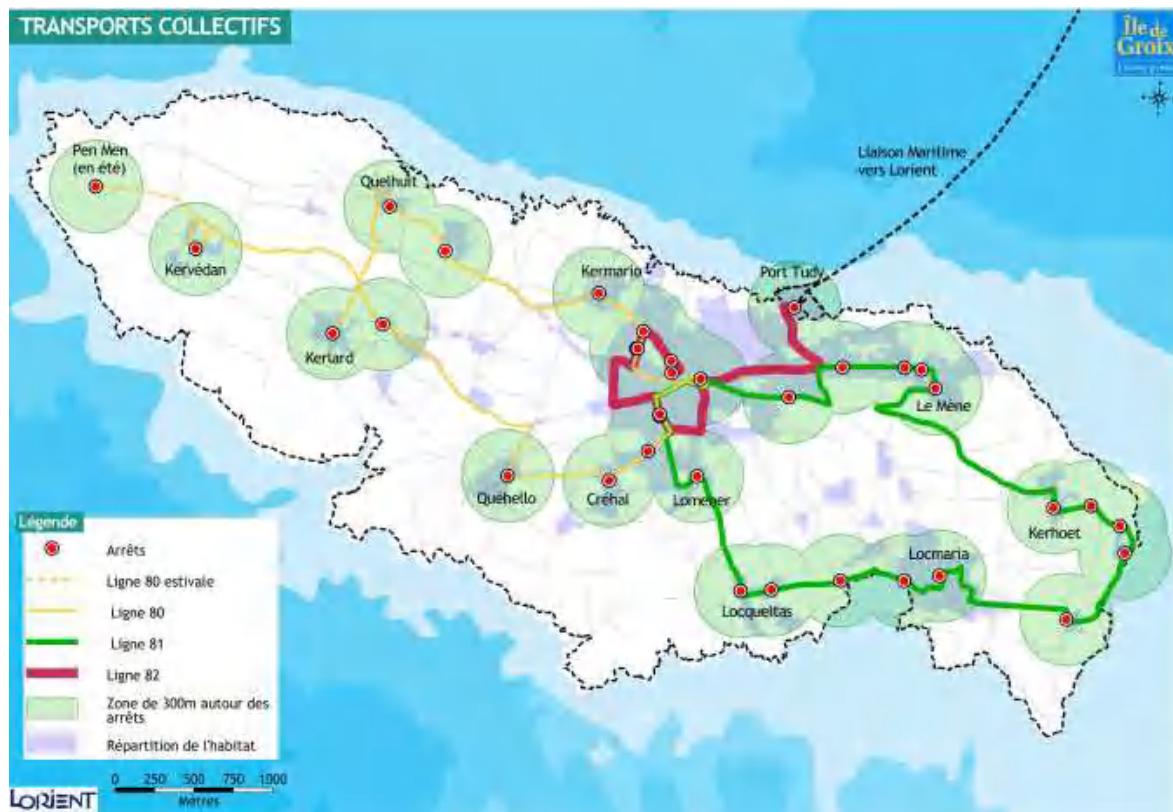 TRANSPORTS COLLECTIFS
Île de
Groix
Pen Men
(en été)
Quelhuit
Liaison Maritime
vers Lorient
Kervédan
Kermario
Port Tudy
Kerlard
Le Mène
Quéhello
Créhal
Lomener
Kerhoet
Locmaria
Locqueltas
Légende
Arrêts
Ligne 80 estivale
Ligne 80
Ligne 81
Ligne 82
Zone de 300m autour des
arrêts
Répartition de l'habitat
0 250 500 750 1000
Mètres
LORIENT